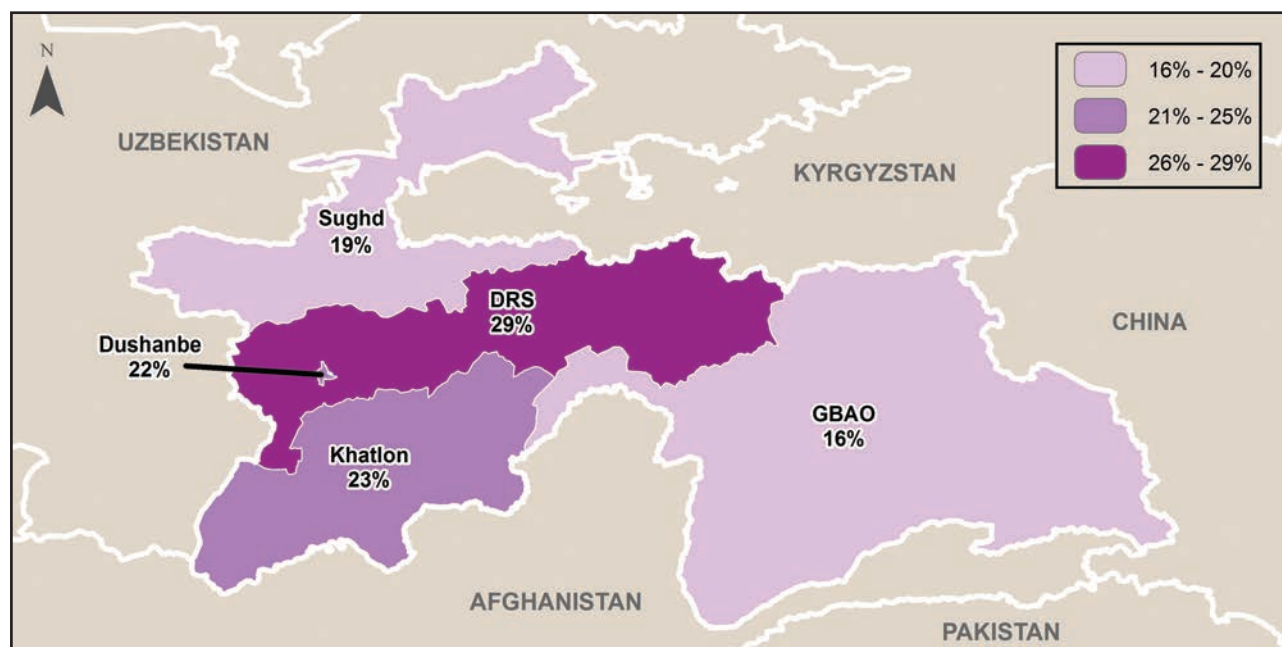 N
16% - 20%
21% - 25%
26% - 29%
UZBEKISTAN
KYRGYZSTAN
Sughd
19%
DRS
29%
CHINA
Dushanbe
22%
GBAO
16%
Khatlon
23%
AFGHANISTAN
PAKISTAN